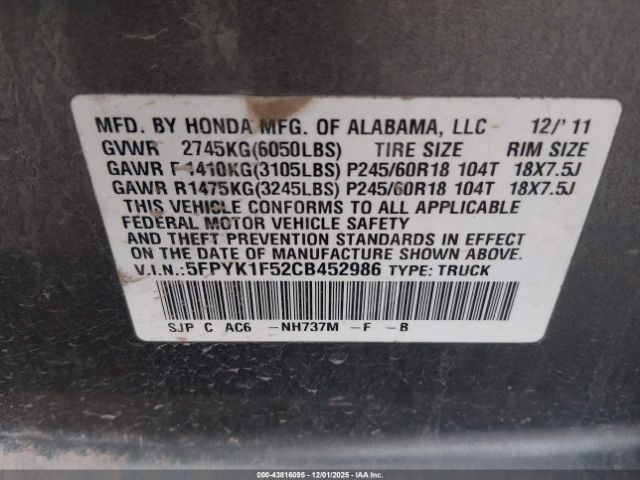 MFD. BY HONDA MFG. OF ALABAMA, LLC 12/'11
GVWR 2745KG(6050LBS) TIRE SIZE RIM SIZE
GAWR F1410KG(3105LBS) P245/60R18 104T 18X7.5J
GAWR R1475KG(3245LBS) P245/60R18 104T 18X7.5J
THIS VEHICLE CONFORMS TO ALL APPLICABLE
FEDERAL MOTOR VEHICLE SAFETY
AND THEFT PREVENTION STANDARDS IN EFFECT
ON THE DATE OF MANUFACTURE SHOWN ABOVE.
V.I.N.:5FPYK1F52CB452986 TYPE: TRUCK
SJP C AC6 -NH737M -F -B
000-43816095 - 12/01/2025 - IAAI.COM